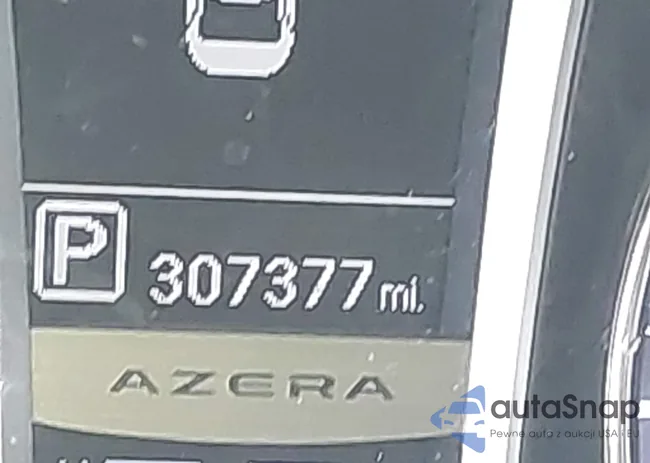 P 307377 mi.
AZERA
autaSnap
Pewne auta z aukcji USA i EU